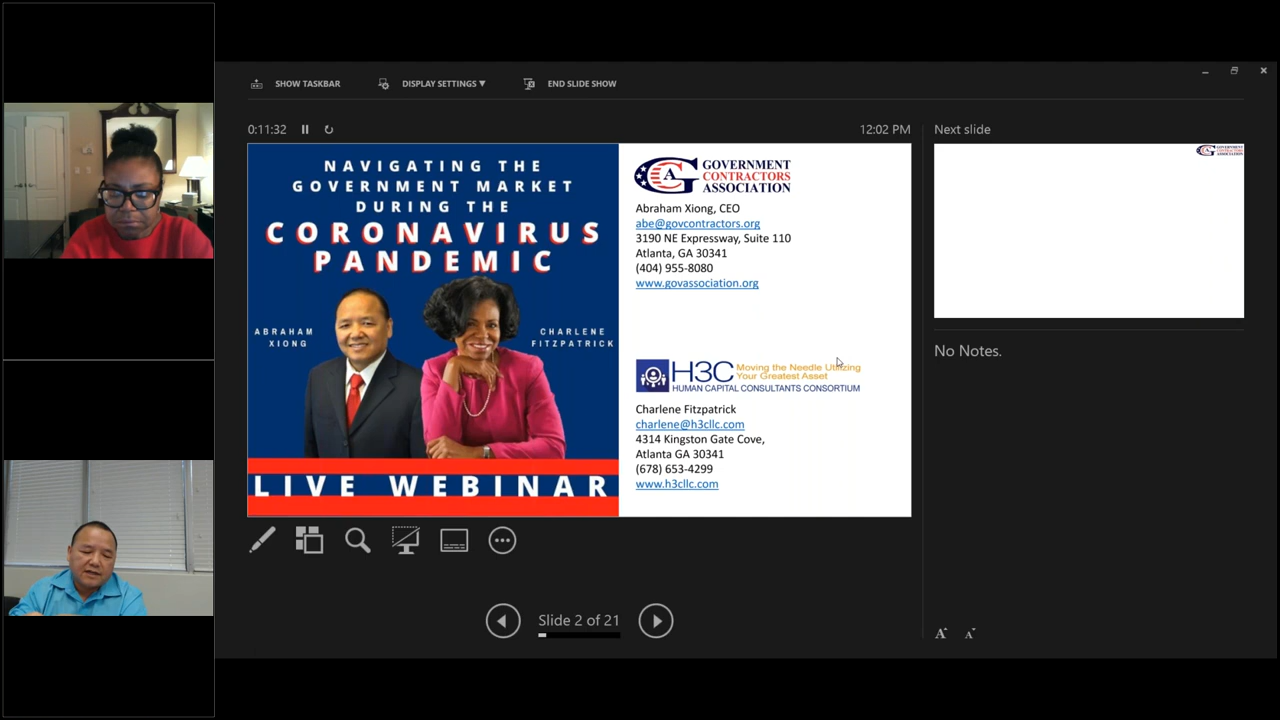 SHOW TASKBAR
DISPLAY SETTINGS ▼
END SLIDE SHOW
0:11:32
12:02 PM
Next slide
NAVIGATING THE
GOVERNMENT MARKET
DURING THE
CORONAVIRUS
PANDEMIC
ABRAHAM
XIONG
CHARLENE
FITZPATRICK
LIVE WEBINAR
GCA
GOVERNMENT
CONTRACTORS
ASSOCIATION
Abraham Xiong, CEO
abe@govcontractors.org
3190 NE Expressway, Suite 110
Atlanta, GA 30341
(404) 955-8080
www.govassociation.org
H3C
Moving the Needle Utilizing
Your Greatest Asset
HUMAN CAPITAL CONSULTANTS CONSORTIUM
Charlene Fitzpatrick
charlene@h3cllc.com
4314 Kingston Gate Cove,
Atlanta GA 30341
(678) 653-4299
www.h3cllc.com
GOVERNMENT
CONTRACTORS
ASSOCIATION
No Notes.
Slide 2 of 21
A A